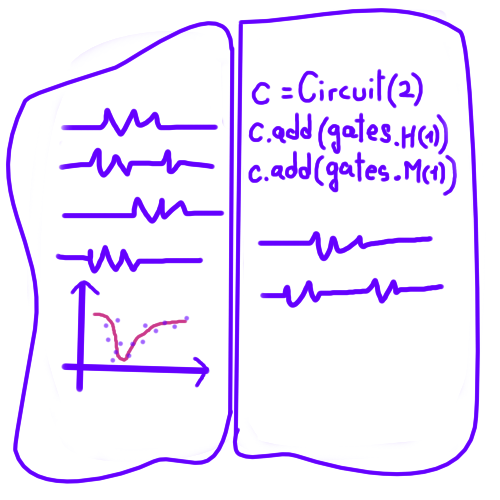 c = Circuit(2)
c.add(gates.H(1))
c.add(gates.M(1))